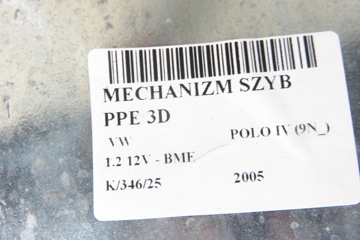 MECHANIZM SZYB
PPE 3D
VW POLO IV (9N_)
1.2 12V - BME
K/346/25 2005